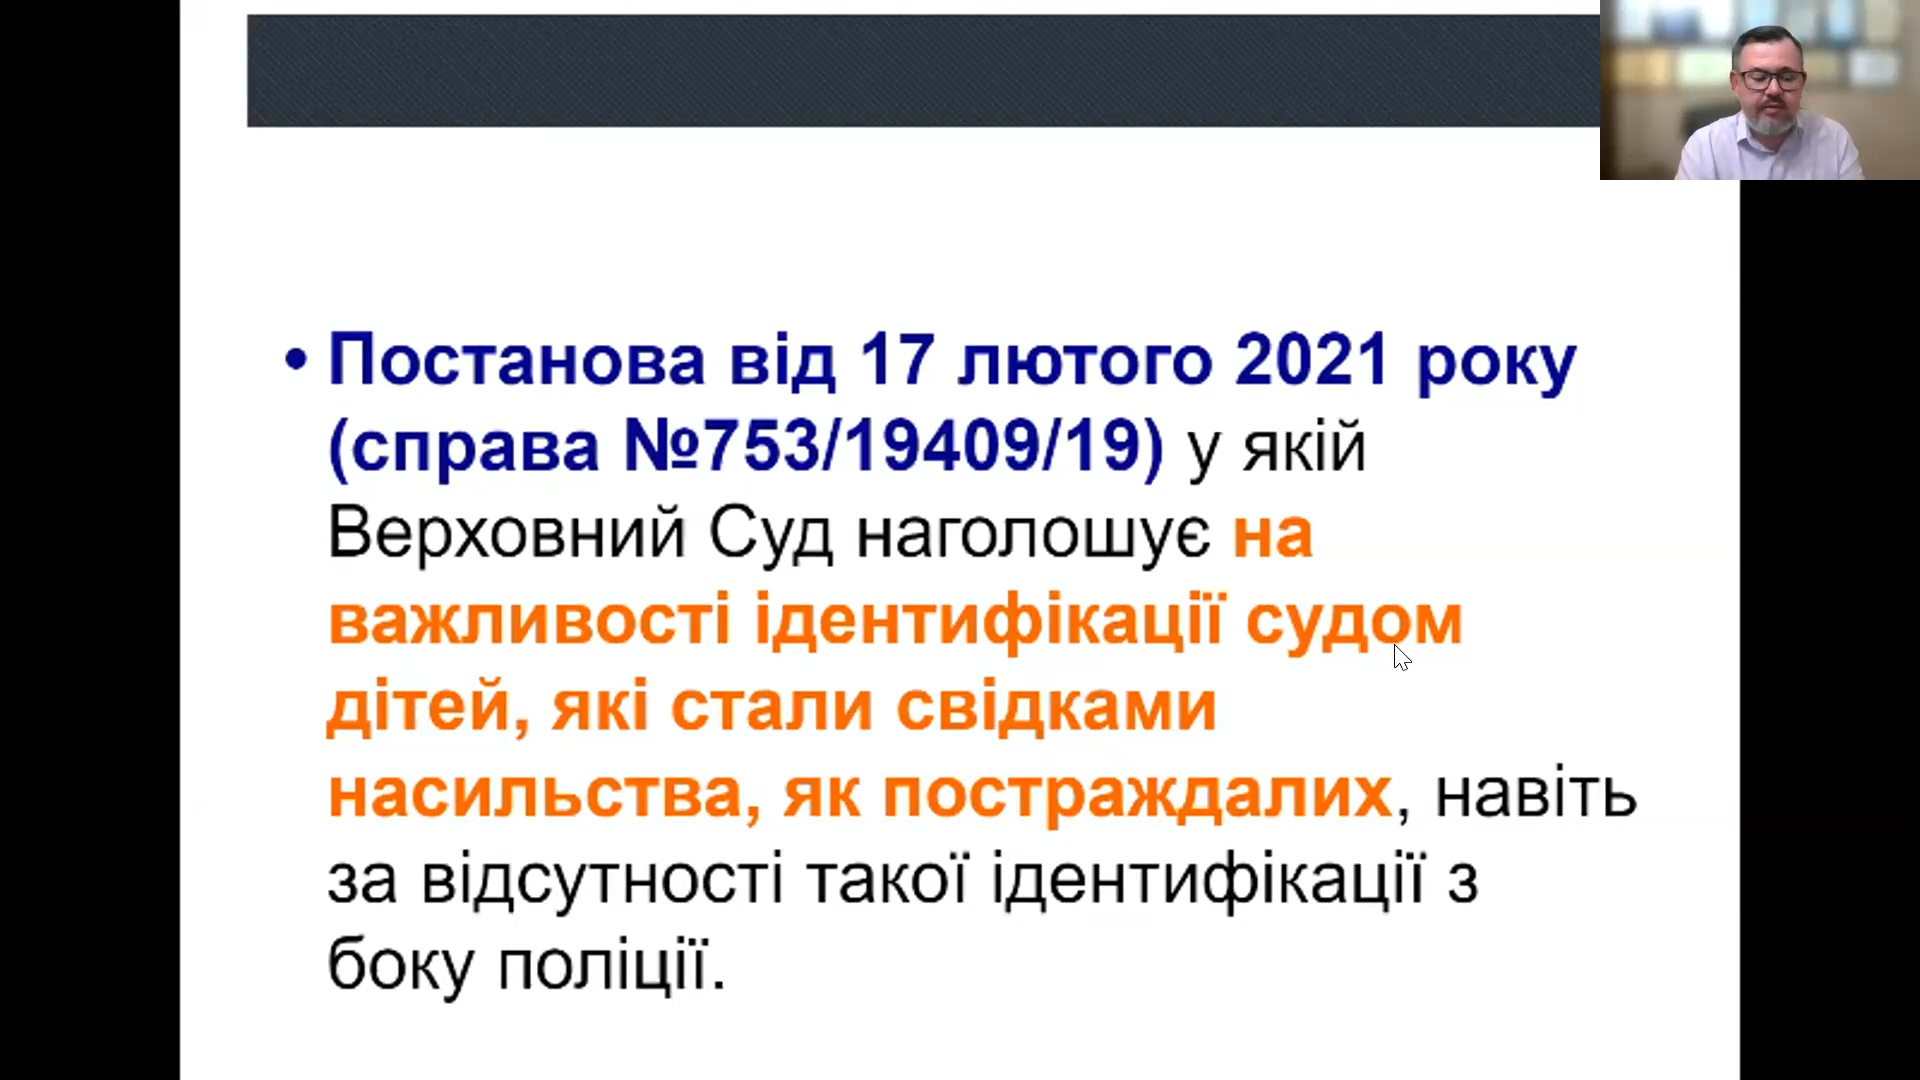 • Постанова від 17 лютого 2021 року
(справа №753/19409/19) у якій
Верховний Суд наголошує на
важливості ідентифікації судом
дітей, які стали свідками
насильства, як постраждалих, навіть
за відсутності такої ідентифікації з
боку поліції.